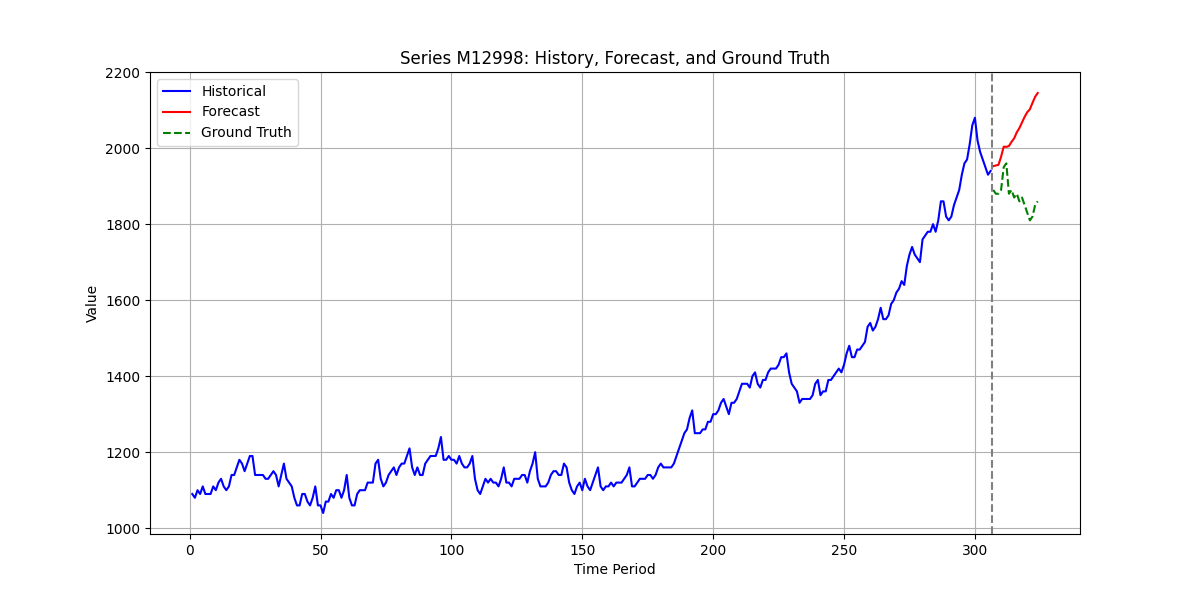 Series M12998: History, Forecast, and Ground Truth
Historical
Forecast
Ground Truth
2200
2000
1800
1600
1400
1200
1000
Value
0 50 100 150 200 250 300
Time Period